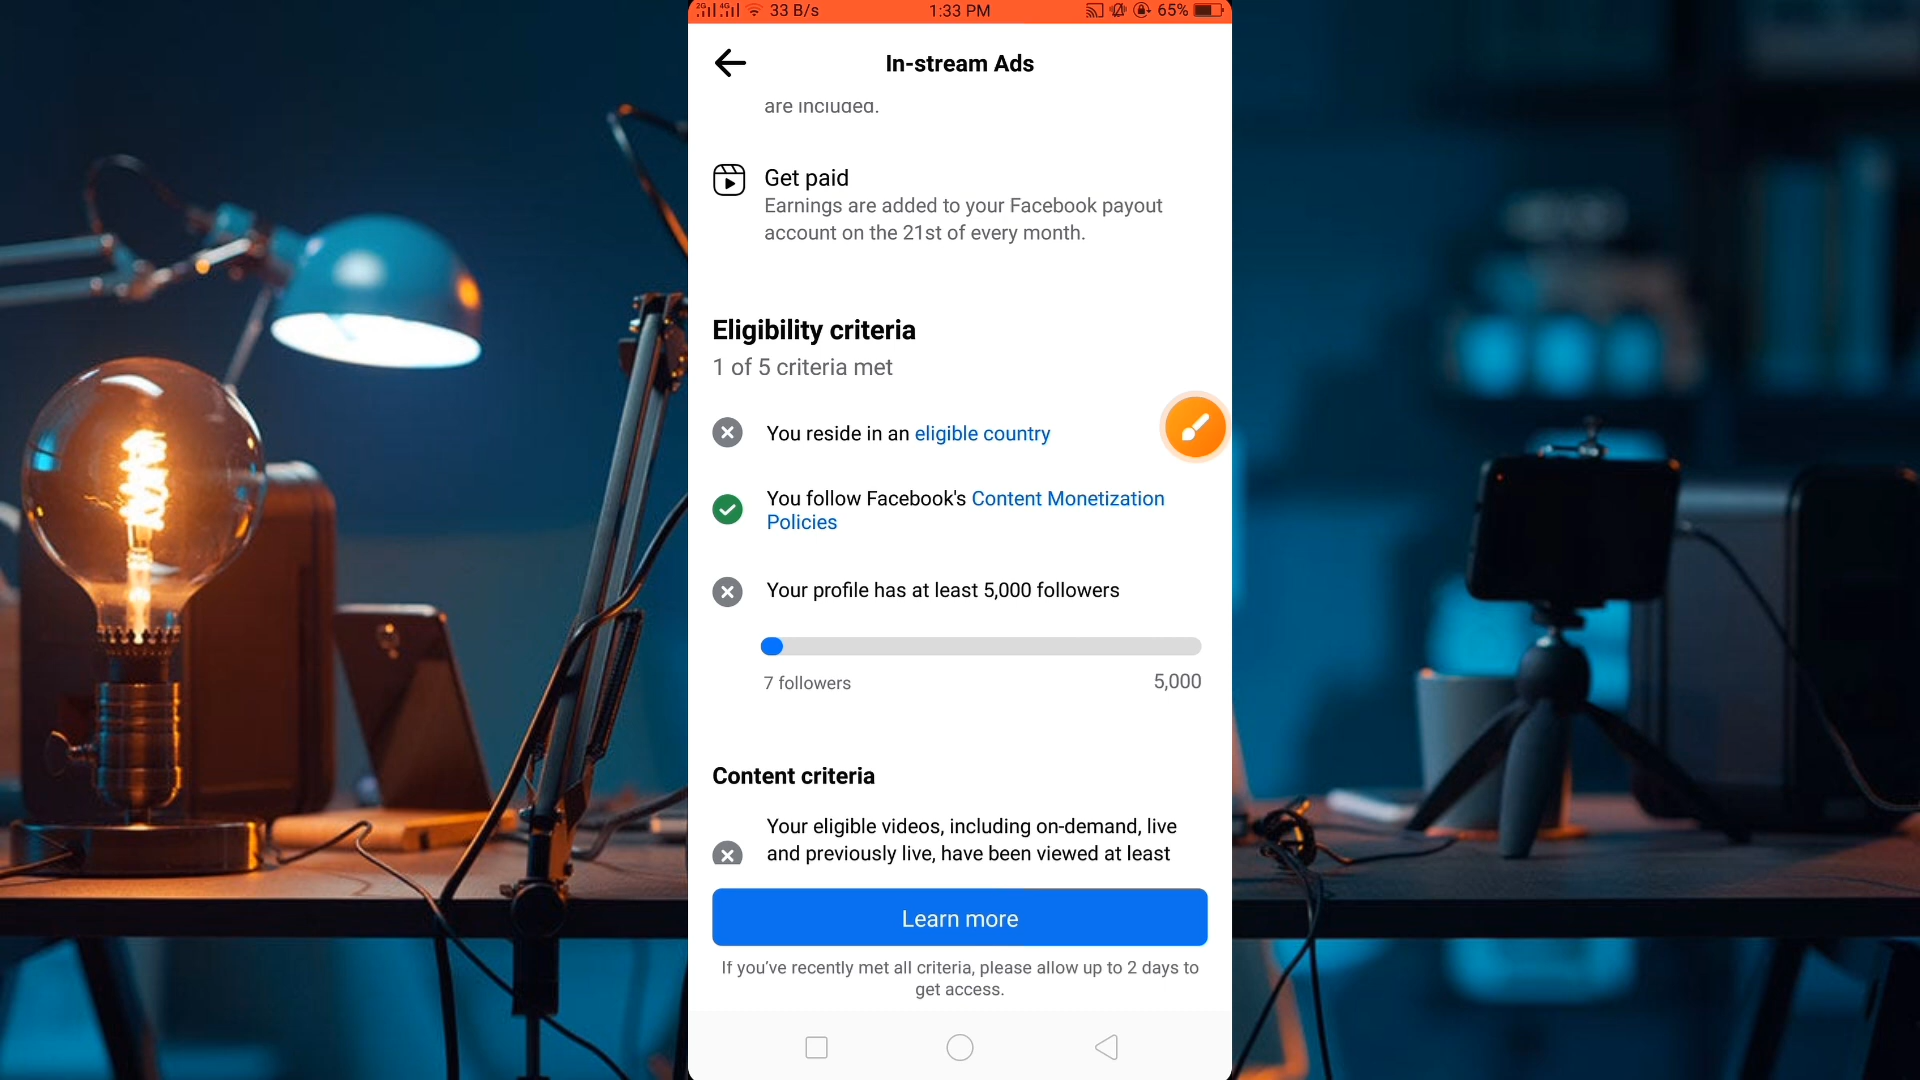 33 B/s 1:33 PM 65%
In-stream Ads
are included.
Get paid
Earnings are added to your Facebook payout
account on the 21st of every month.
Eligibility criteria
1 of 5 criteria met
You reside in an eligible country
You follow Facebook's Content Monetization
Policies
Your profile has at least 5,000 followers
7 followers 5,000
Content criteria
Your eligible videos, including on-demand, live
and previously live, have been viewed at least
Learn more
If you’ve recently met all criteria, please allow up to 2 days to
get access.